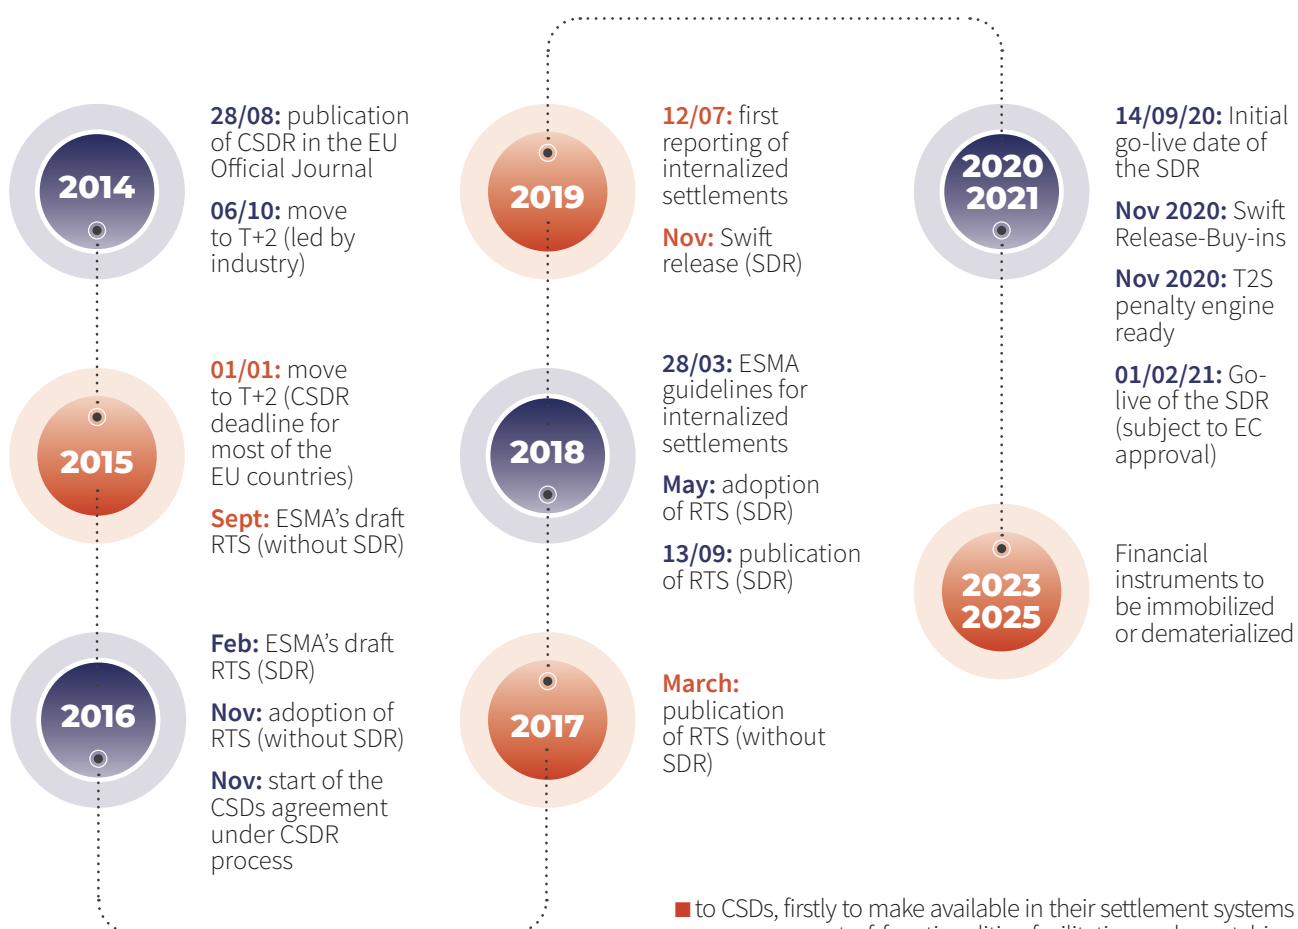 2014
28/08: publication
of CSDR in the EU
Official Journal
06/10: move
to T+2 (led by
industry)
2015
01/01: move
to T+2 (CSDR
deadline for
most of the
EU countries)
Sept: ESMA’s draft
RTS (without SDR)
2016
Feb: ESMA’s draft
RTS (SDR)
Nov: adoption of
RTS (without SDR)
Nov: start of the
CSDs agreement
under CSDR
process
2017
March:
publication
of RTS (without
SDR)
2018
28/03: ESMA
guidelines for
internalized
settlements
May: adoption
of RTS (SDR)
13/09: publication
of RTS (SDR)
2019
12/07: first
reporting of
internalized
settlements
Nov: Swift
release (SDR)
2020
2021
14/09/20: Initial
go-live date of
the SDR
Nov 2020: Swift
Release-Buy-ins
Nov 2020: T2S
penalty engine
ready
01/02/21: Go-
live of the SDR
(subject to EC
approval)
2023
2025
Financial
instruments to
be immobilized
or dematerialized
■ to CSDs, firstly to make available in their settlement systems